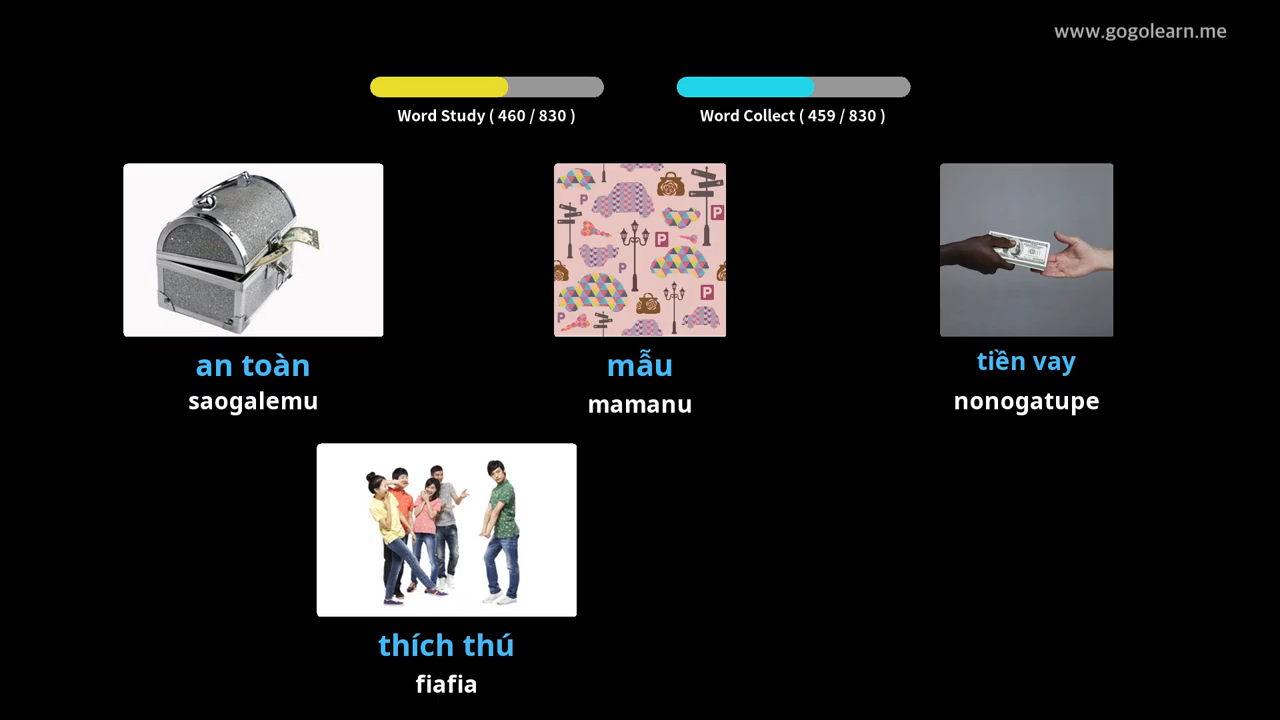 www.gogolearn.me
Word Study ( 460 / 830 )
Word Collect ( 459 / 830 )
an toàn
saogalemu
mẫu
mamanu
tiền vay
nonogatupe
thích thú
fiafia